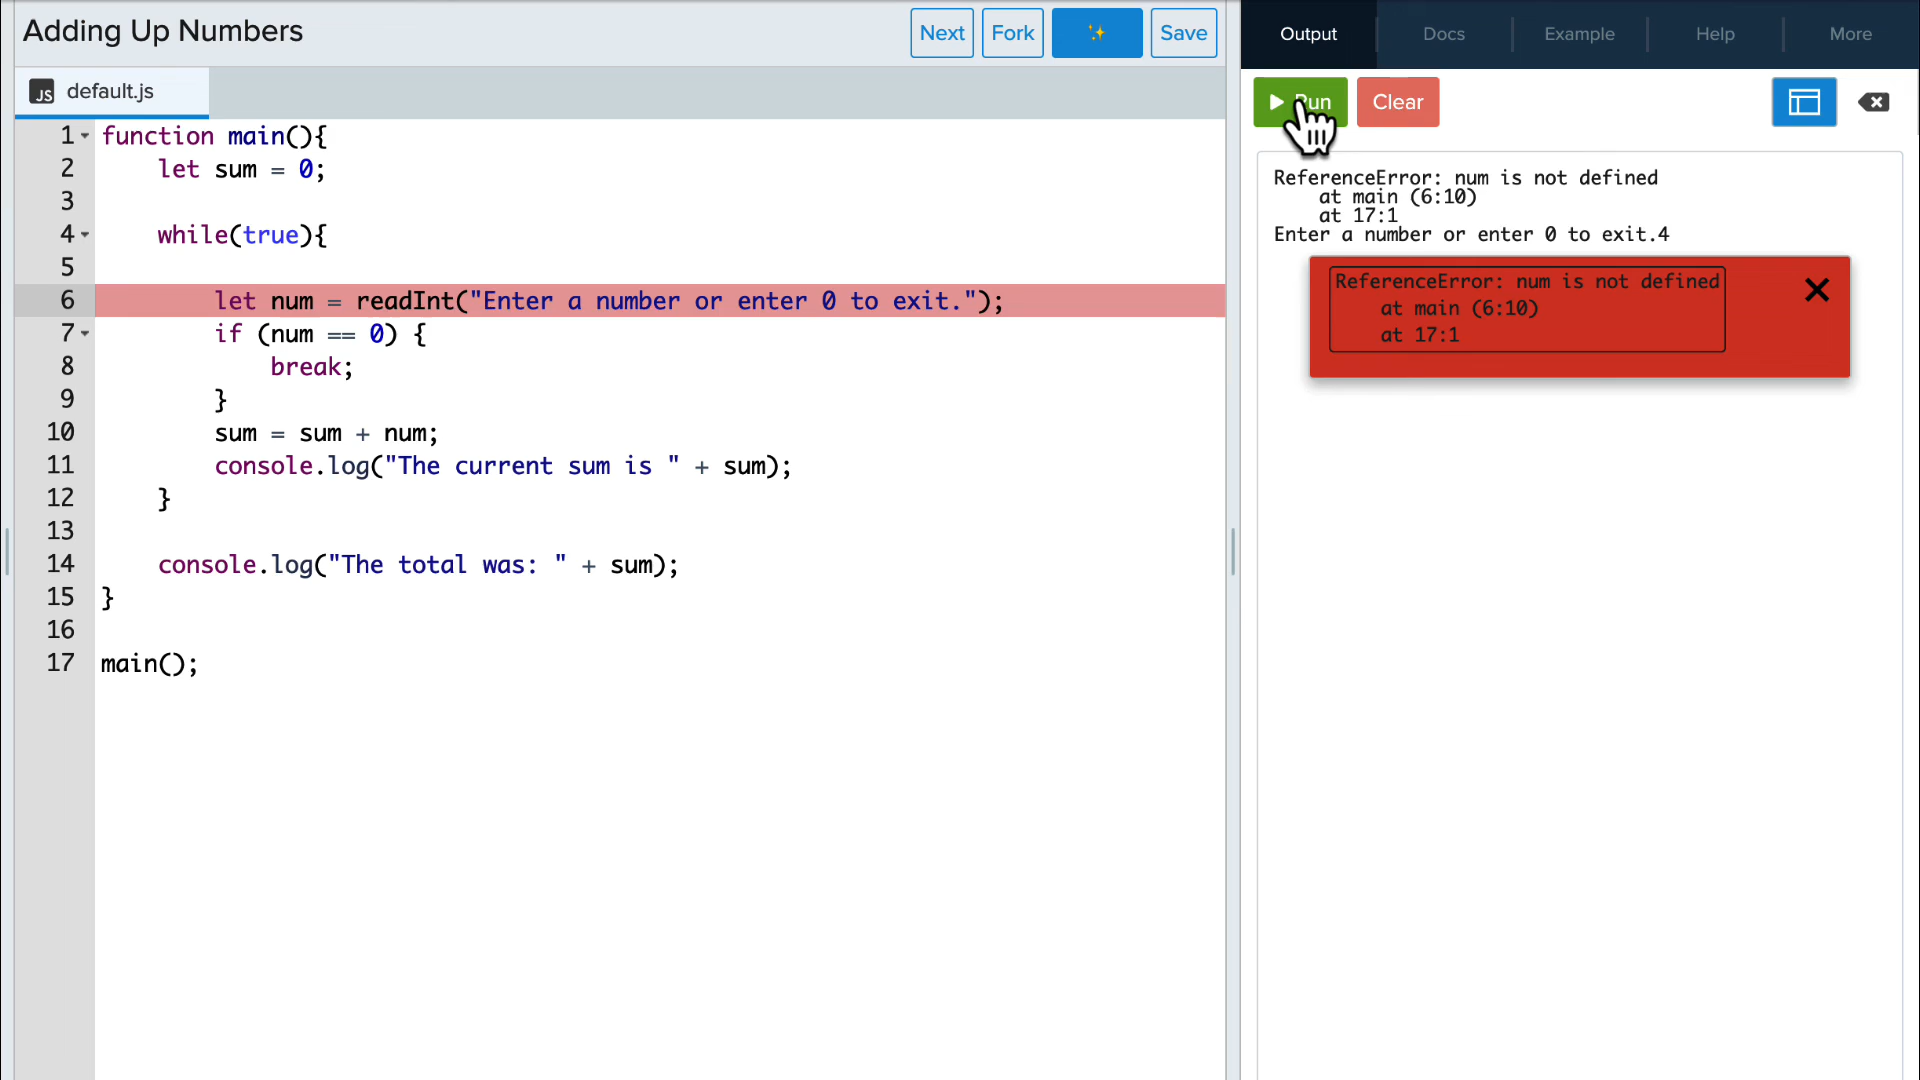 Adding Up Numbers
Next
Fork
Save
JS default.js
1 function main(){
2     let sum = 0;
3
4     while(true){
5
6         let num = readInt("Enter a number or enter 0 to exit.");
7         if (num == 0) {
8             break;
9         }
10         sum = sum + num;
11         console.log("The current sum is " + sum);
12     }
13
14     console.log("The total was: " + sum);
15 }
16
17 main();
Output
Docs
Example
Help
More
Run
Clear
ReferenceError: num is not defined
    at main (6:10)
    at 17:1
Enter a number or enter 0 to exit.4
ReferenceError: num is not defined
    at main (6:10)
    at 17:1